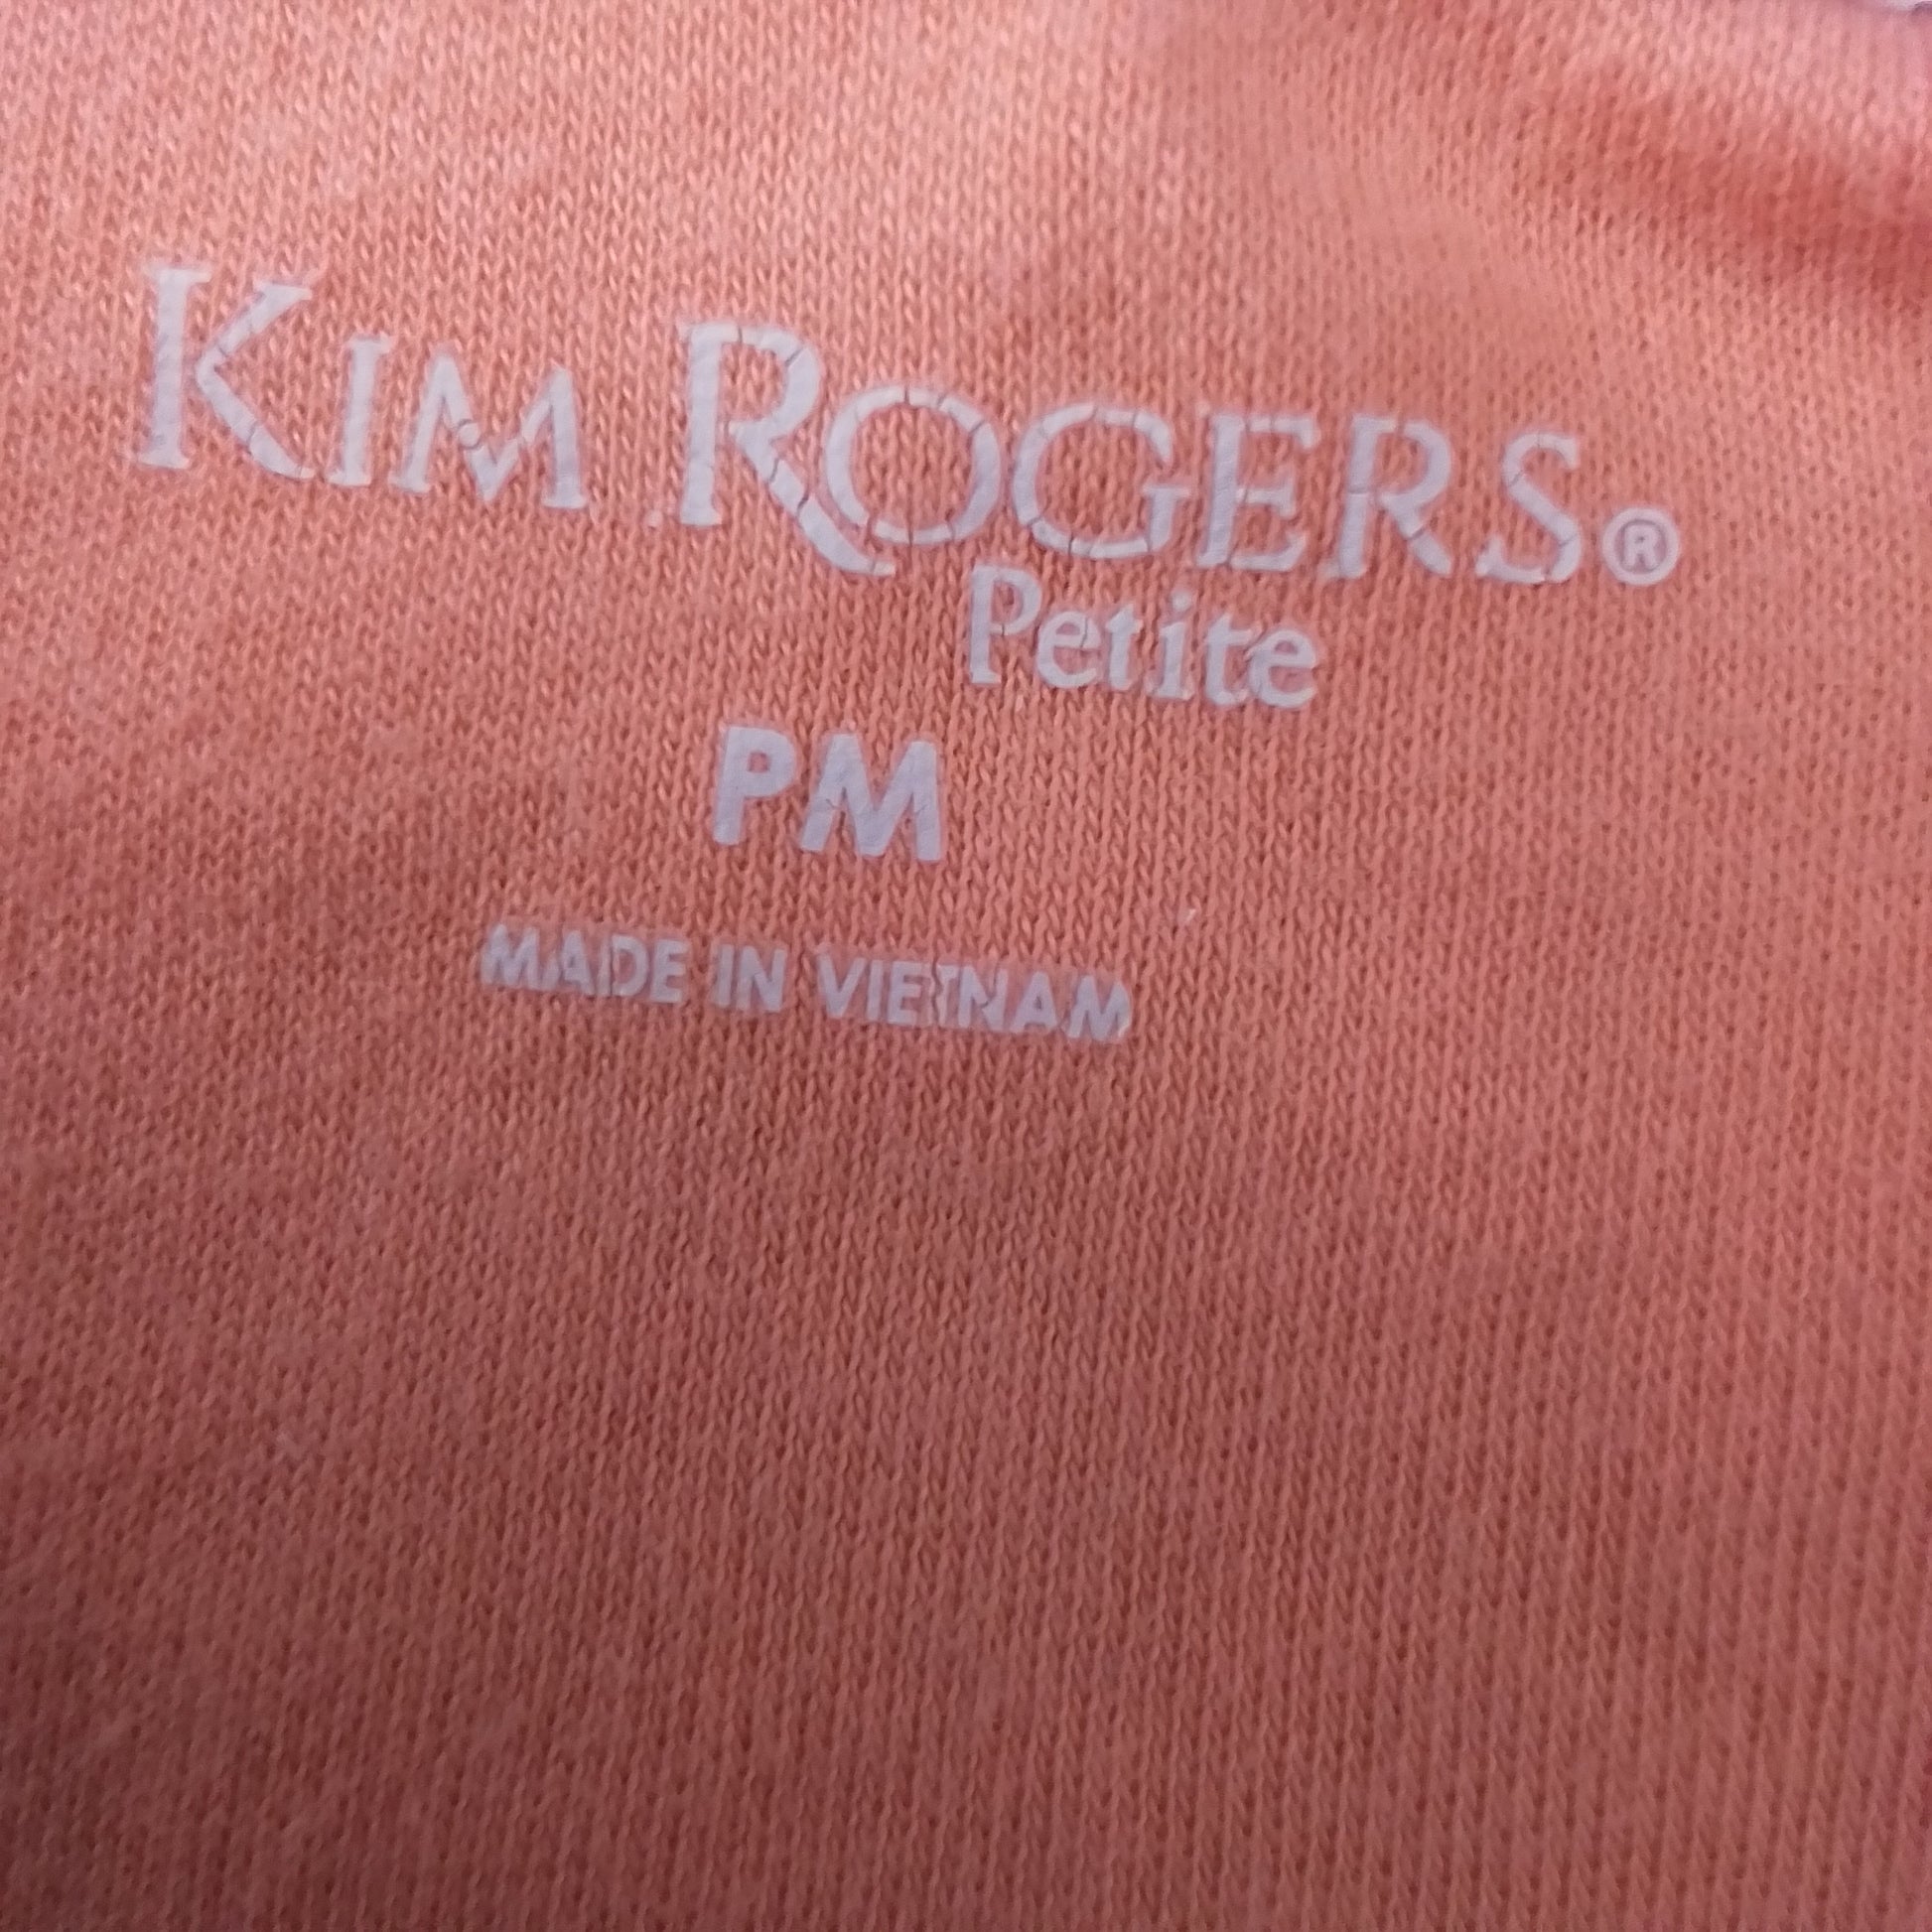 KIM ROGERS®
Petite
PM
MADE IN VIETNAM